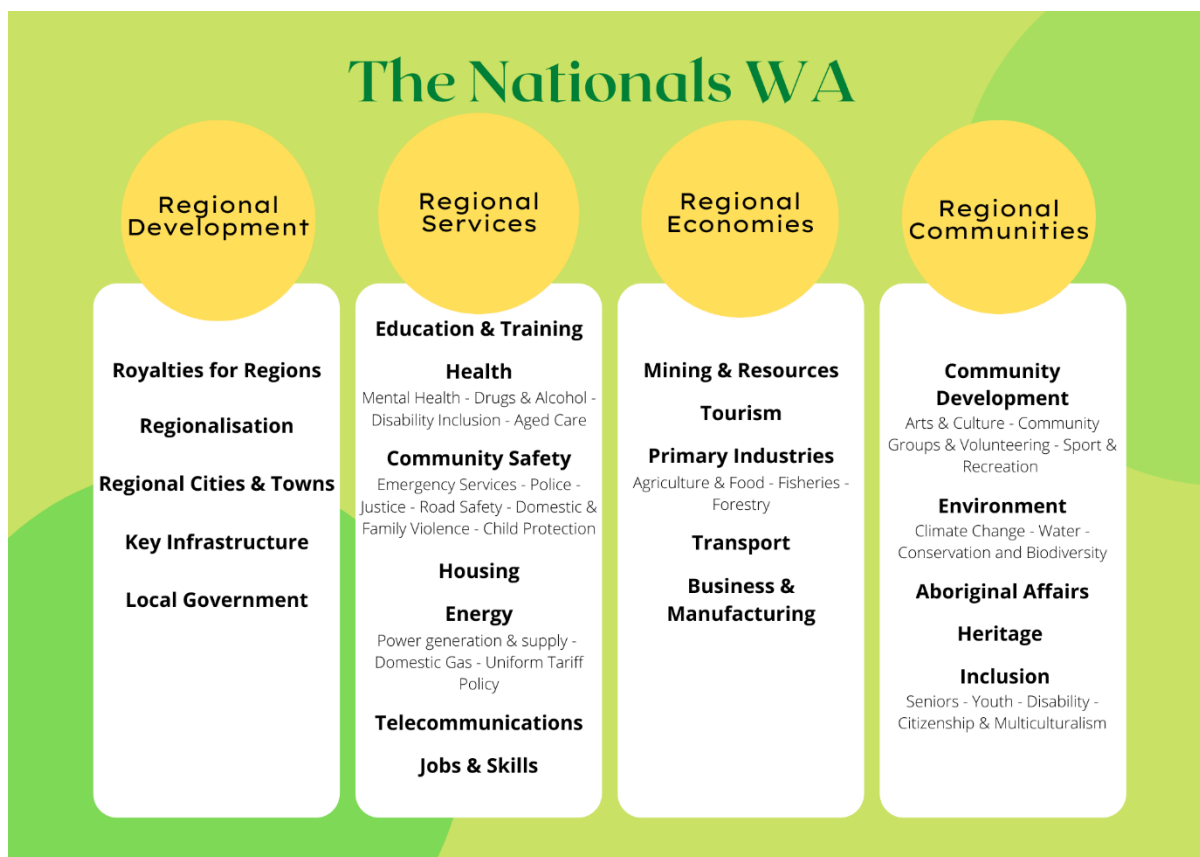 The Nationals WA
Regional
Development
Royalties for Regions
Regionalisation
Regional Cities & Towns
Key Infrastructure
Local Government
Regional
Services
Education & Training
Health
Mental Health - Drugs & Alcohol -
Disability Inclusion - Aged Care
Community Safety
Emergency Services - Police -
Justice - Road Safety - Domestic &
Family Violence - Child Protection
Housing
Energy
Power generation & supply -
Domestic Gas - Uniform Tariff
Policy
Telecommunications
Jobs & Skills
Regional
Economies
Mining & Resources
Tourism
Primary Industries
Agriculture & Food - Fisheries -
Forestry
Transport
Business &
Manufacturing
Regional
Communities
Community
Development
Arts & Culture - Community
Groups & Volunteering - Sport &
Recreation
Environment
Climate Change - Water -
Conservation and Biodiversity
Aboriginal Affairs
Heritage
Inclusion
Seniors - Youth - Disability -
Citizenship & Multiculturalism